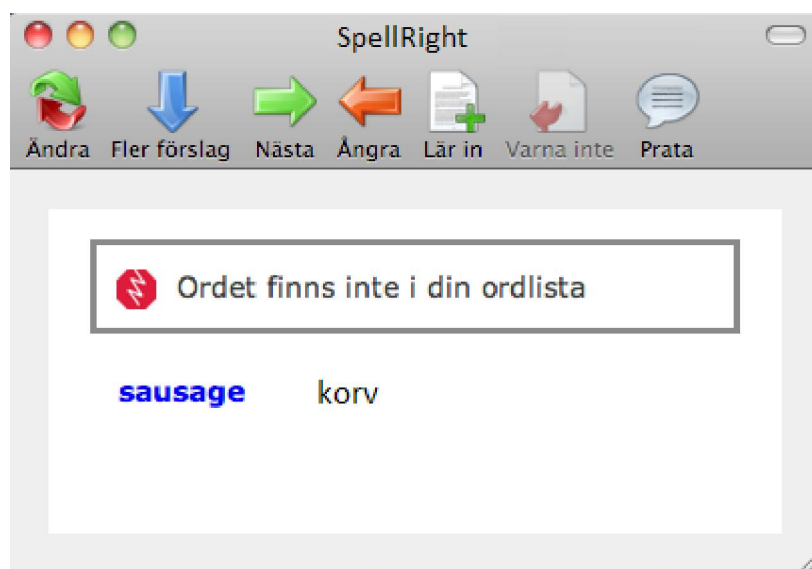 SpellRight
Ändra Fler förslag Nästa Ångra Lär in Varna inte Prata
Ordet finns inte i din ordlista
sausage korv